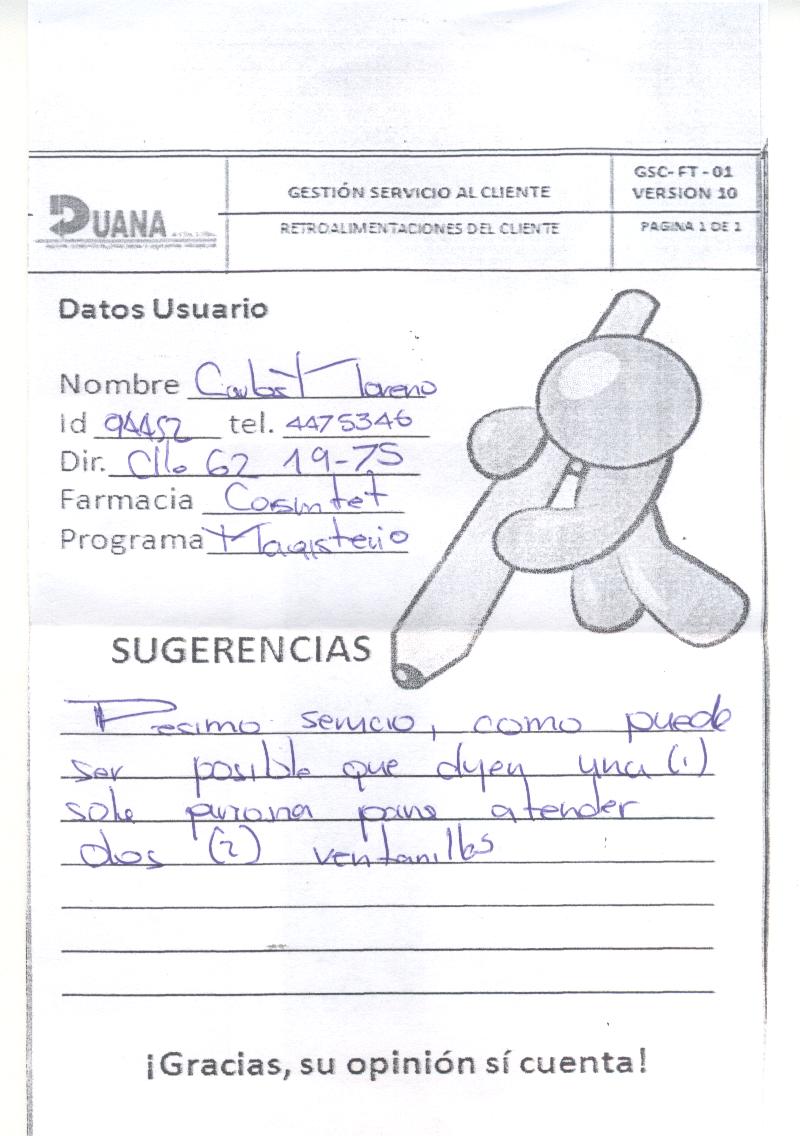 GSC- FT - 01
GESTIÓN SERVICIO AL CLIENTE
VERSION 10
DUANA
RETROALIMENTACIONES DEL CLIENTE
PAGINA 1 DE 1
Datos Usuario
Nombre Carlos Moreno
Id 94452 tel. 4475346
Dir. Clle 62 19-75
Farmacia Cosmitet
Programa Magisterio
SUGERENCIAS
Pesimo servicio, como puede
ser posible que dejen una (1)
sola persona para atender
dos (2) ventanillas
¡Gracias, su opinión sí cuenta!